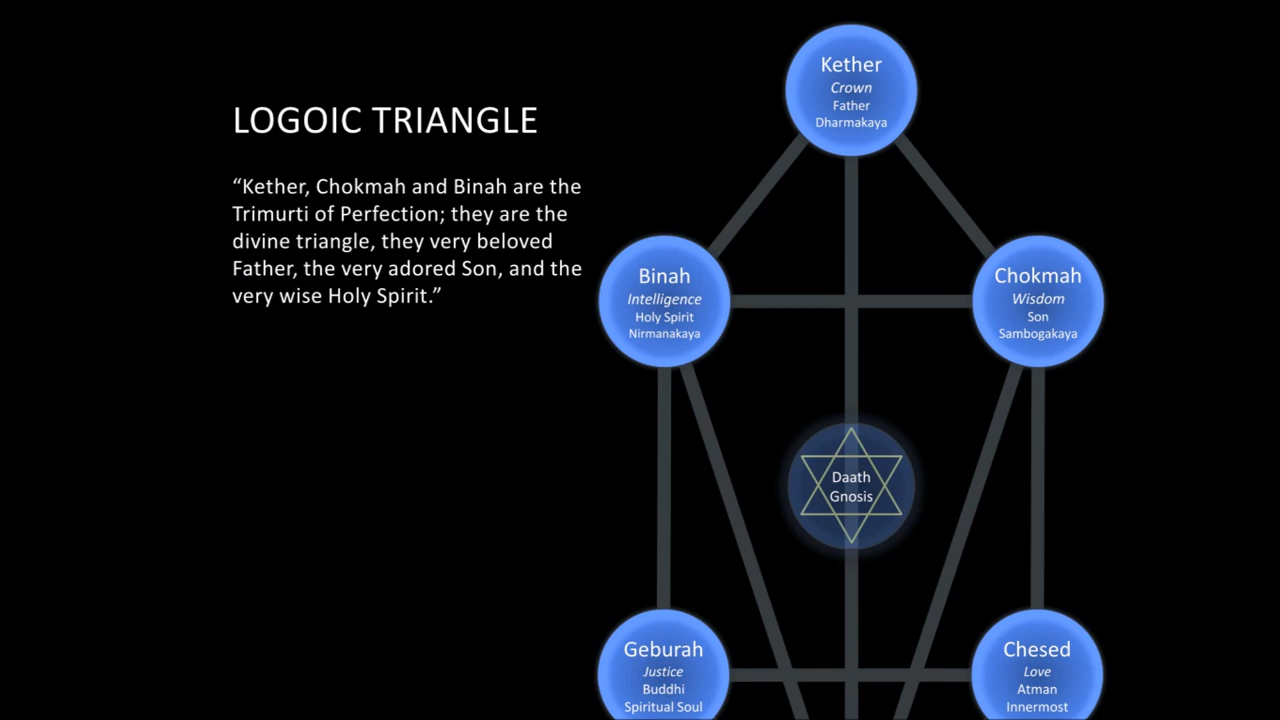 LOGOIC TRIANGLE
“Kether, Chokmah and Binah are the
Trimurti of Perfection; they are the
divine triangle, they very beloved
Father, the very adored Son, and the
very wise Holy Spirit.”
Kether
Crown
Father
Dharmakaya
Binah
Intelligence
Holy Spirit
Nirmanakaya
Chokmah
Wisdom
Son
Sambogakaya
Daath
Gnosis
Geburah
Justice
Buddhi
Spiritual Soul
Chesed
Love
Atman
Innermost